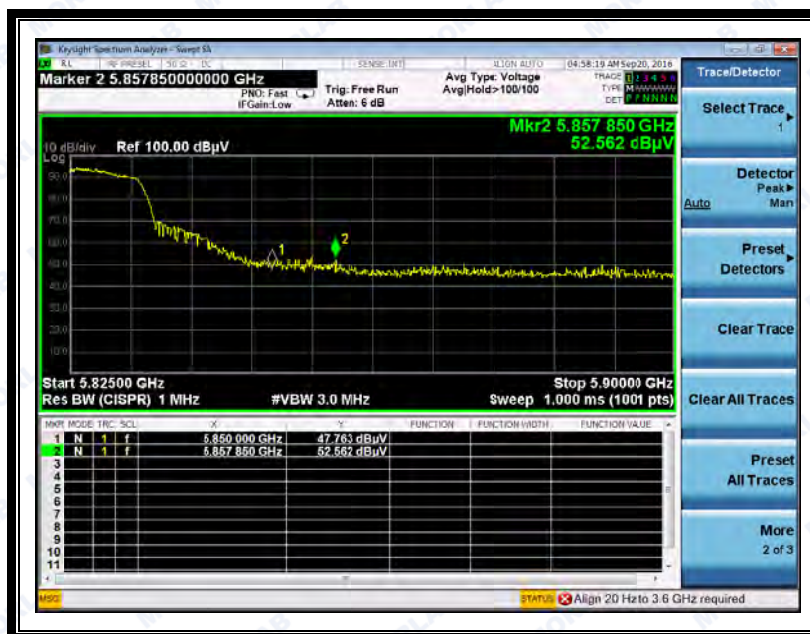 Keysight Spectrum Analyzer - Swept SA
RL RF PRESEL 50 Ω DC SENSE:INT ALIGN AUTO 04:58:19 AM Sep 20, 2016
Marker 2 5.857850000000 GHz
PNO: Fast
IFGain:Low
Trig: Free Run
Atten: 6 dB
Avg Type: Voltage
Avg|Hold>100/100
TRACE 1 2 3 4 5 6
TYPE M
DET P P N N N N
Trace/Detector
Select Trace
1
Detector
Peak
Auto Man
Preset
Detectors
Clear Trace
Clear All Traces
Preset
All Traces
More
2 of 3
Mkr2 5.857 850 GHz
52.562 dBµV
10 dB/div Ref 100.00 dBµV
Log
90.0
80.0
70.0
60.0
50.0
40.0
30.0
20.0
10.0
1
2
Start 5.82500 GHz
Stop 5.90000 GHz
Res BW (CISPR) 1 MHz
#VBW 3.0 MHz
Sweep 1.000 ms (1001 pts)
MKR MODE TRC SCL X Y FUNCTION FUNCTION WIDTH FUNCTION VALUE
1 N 1 f 5.850 000 GHz 47.763 dBµV
2 N 1 f 5.857 850 GHz 52.562 dBµV
3
4
5
6
7
8
9
10
11
MSG
STATUS Align 20 Hz to 3.6 GHz required